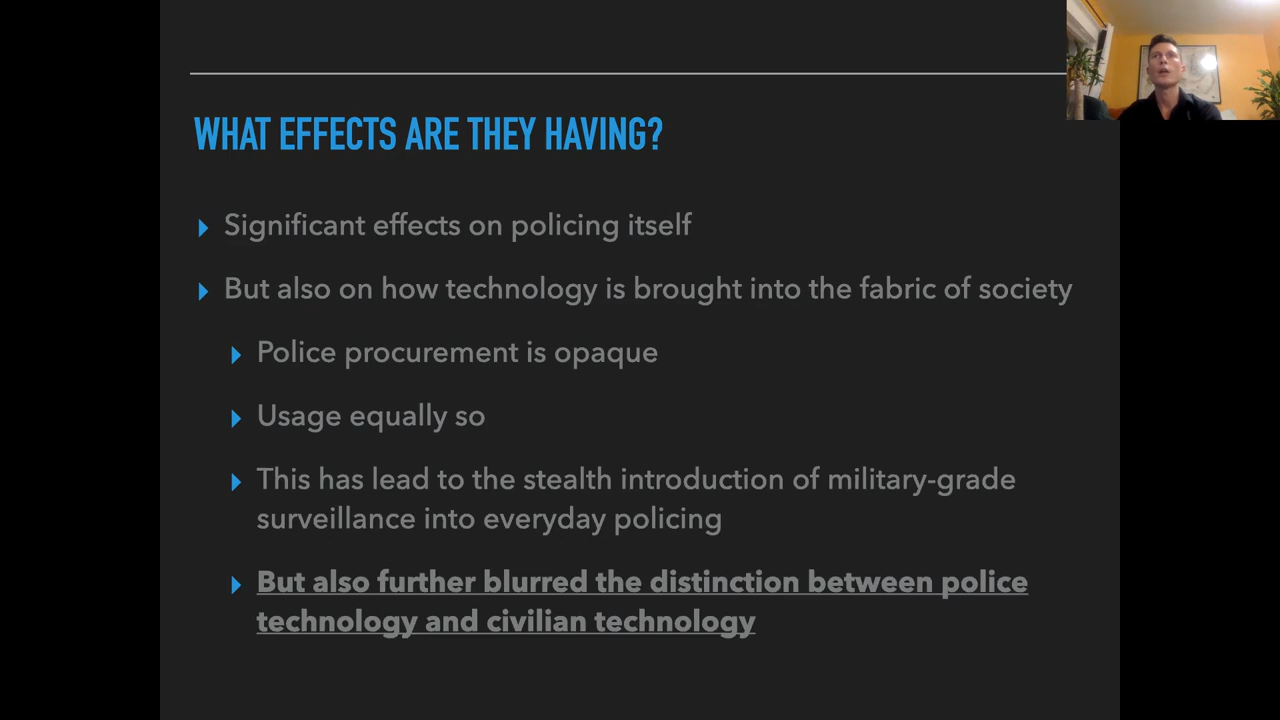 WHAT EFFECTS ARE THEY HAVING?
Significant effects on policing itself
But also on how technology is brought into the fabric of society
Police procurement is opaque
Usage equally so
This has lead to the stealth introduction of military-grade
surveillance into everyday policing
But also further blurred the distinction between police
technology and civilian technology